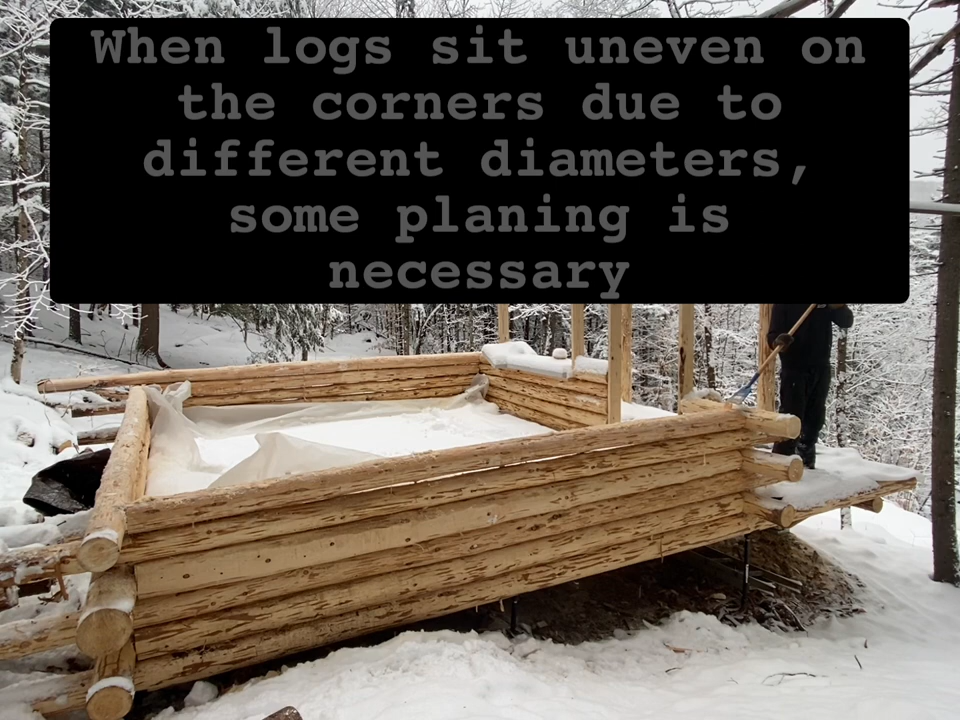 When logs sit uneven on
the corners due to
different diameters,
some planing is
necessary